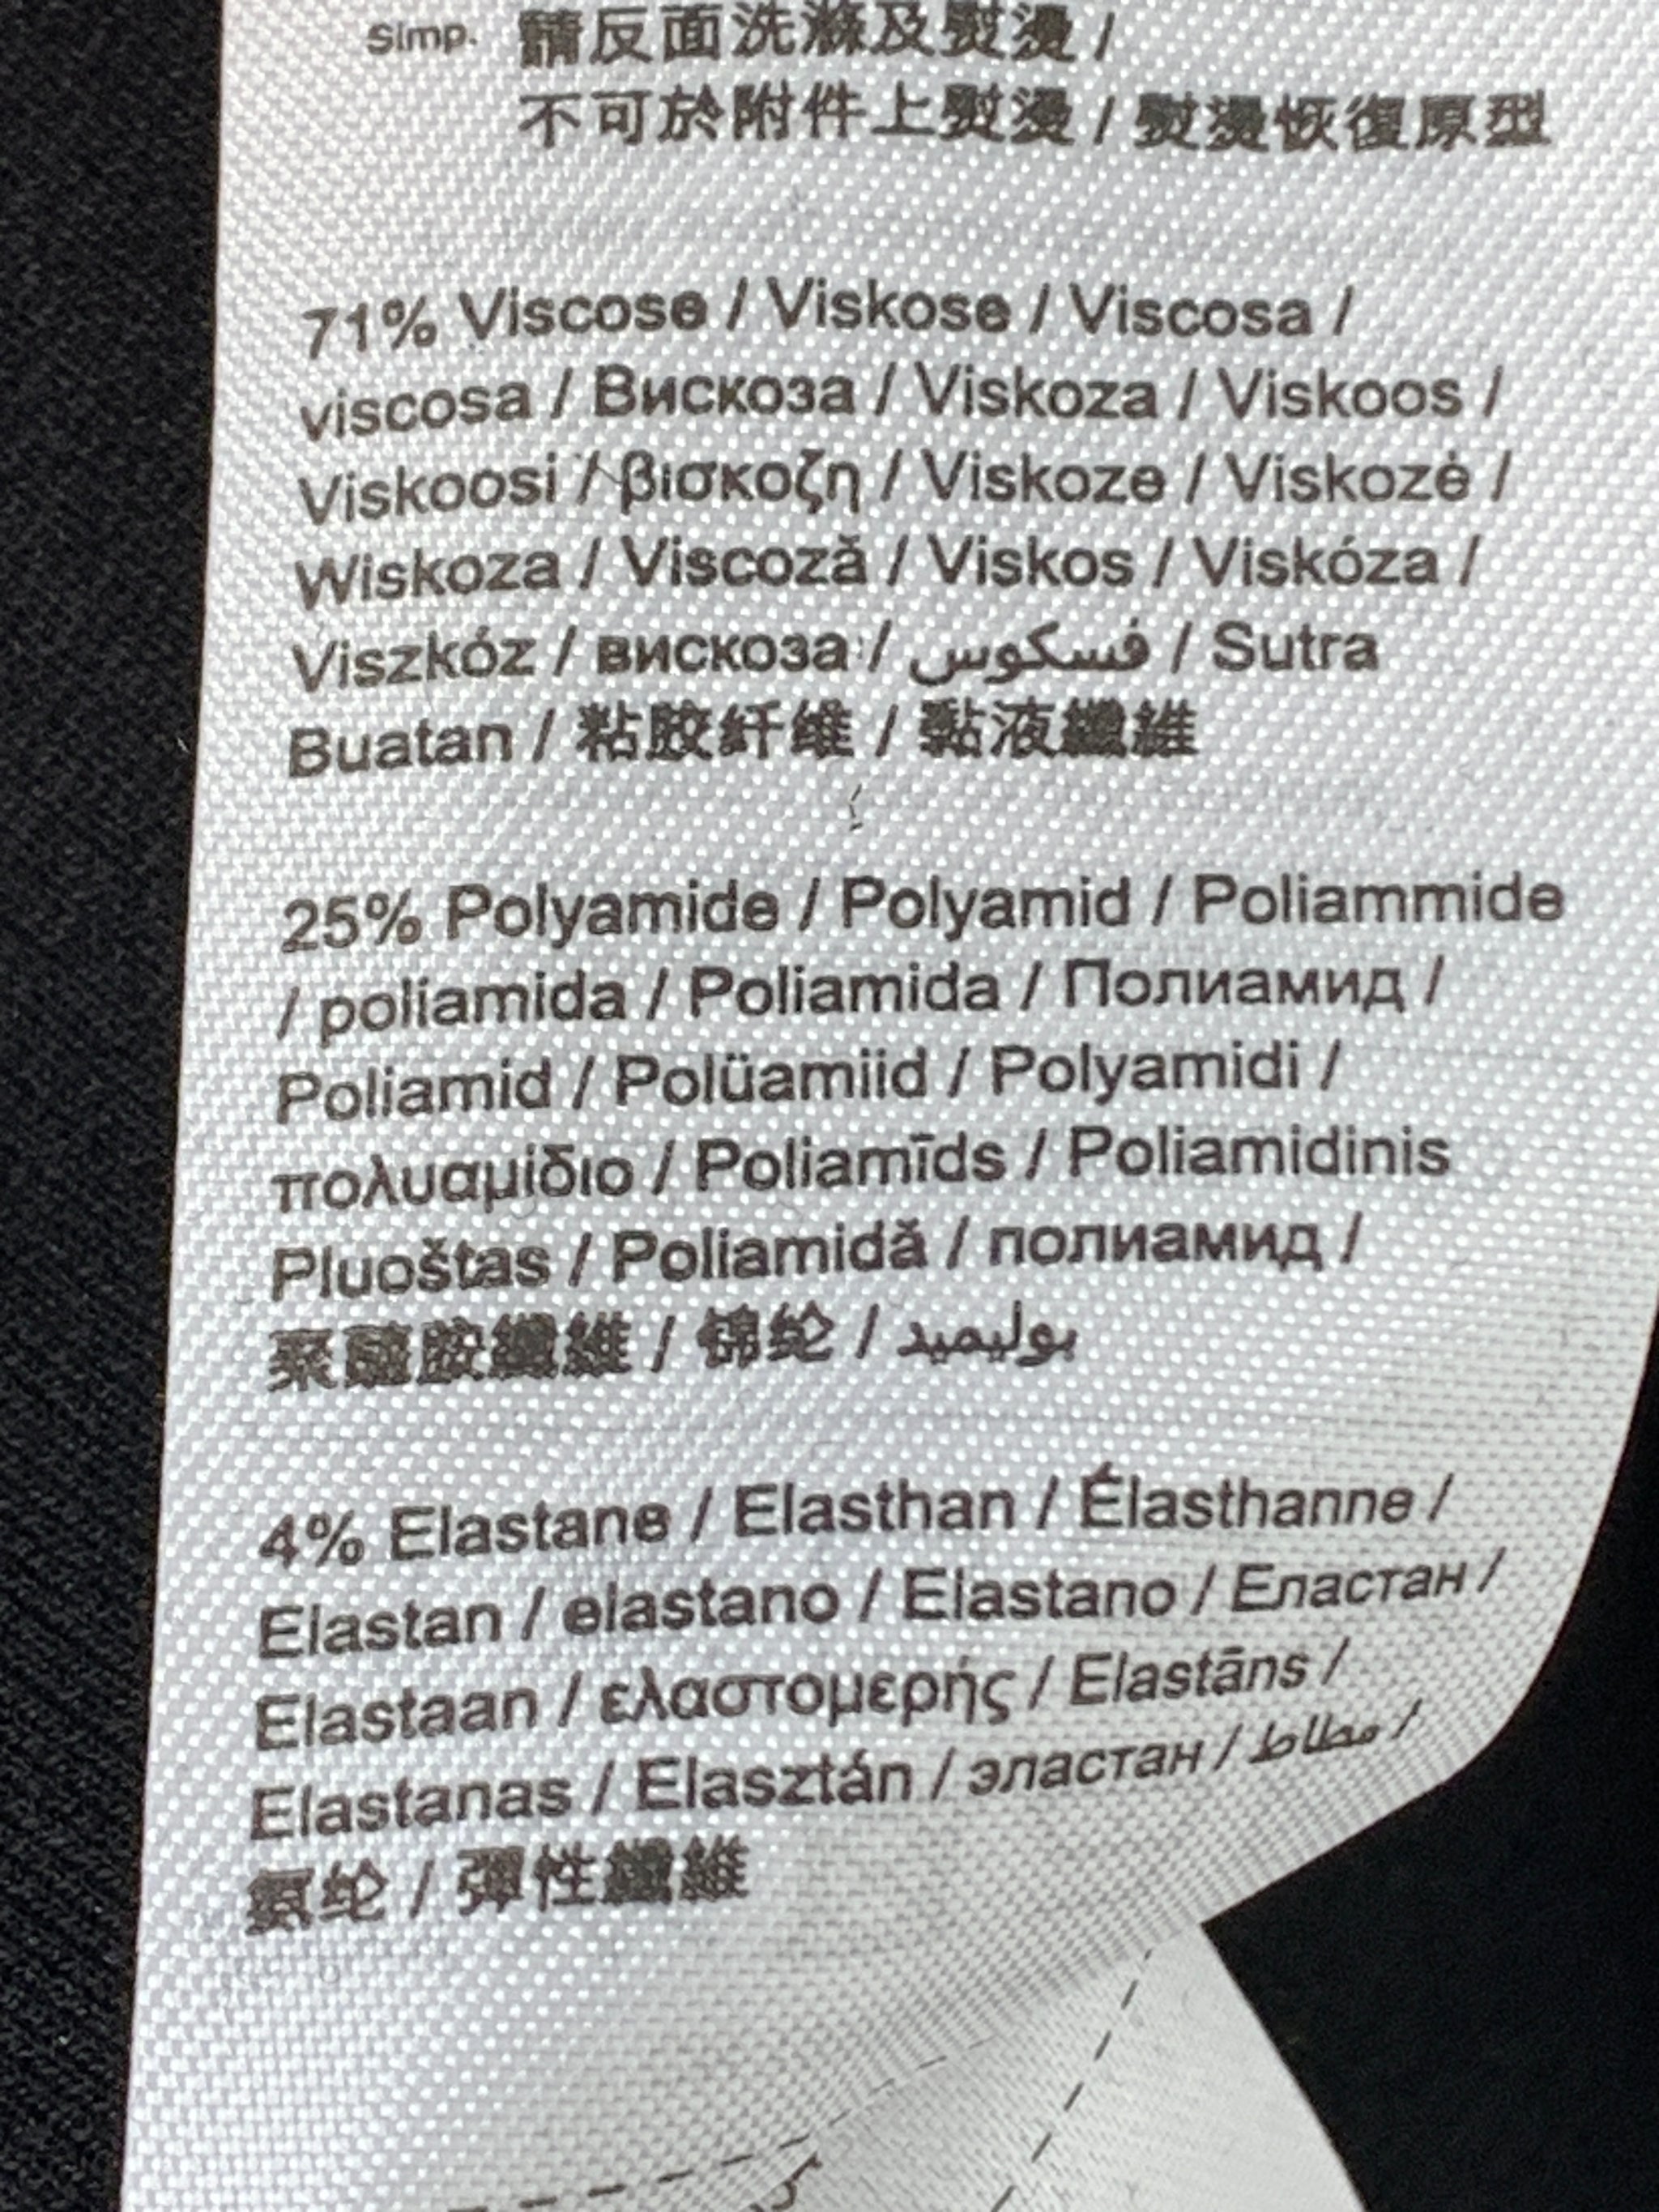 Simp. 請反面洗滌及熨燙 /
不可於附件上熨燙 / 熨燙恢復原型
71% Viscose / Viskose / Viscosa /
viscosa / Вискоза / Viskoza / Viskoos /
Viskoosi / βισκοζη / Viskoze / Viskozė /
Wiskoza / Viscoză / Viskos / Viskóza /
Viszkóz / вискоза / فسكوس / Sutra
Buatan / 粘胶纤维 / 黏液纖維
25% Polyamide / Polyamid / Poliammide
/ poliamida / Poliamida / Полиамид /
Poliamid / Polüamiid / Polyamidi /
πολυαμίδιο / Poliamīds / Poliamidinis
Pluoštas / Poliamidă / полиамид /
聚醯胺纖維 / 锦纶 / بوليميد
4% Elastane / Elasthan / Élasthanne /
Elastan / elastano / Elastano / Еластан /
Elastaan / ελαστομερής / Elastāns /
Elastanas / Elasztán / эластан / مطاط /
氨纶 / 彈性纖維